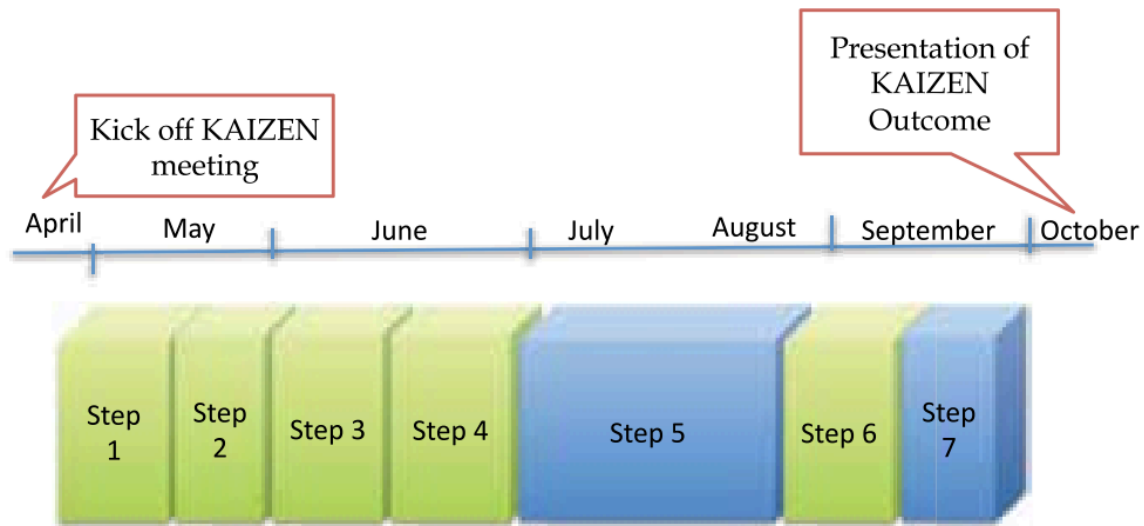 Presentation of
KAIZEN
Outcome
Kick off KAIZEN
meeting
April
May
June
July
August
September
October
Step
1
Step
2
Step 3
Step 4
Step 5
Step 6
Step
7